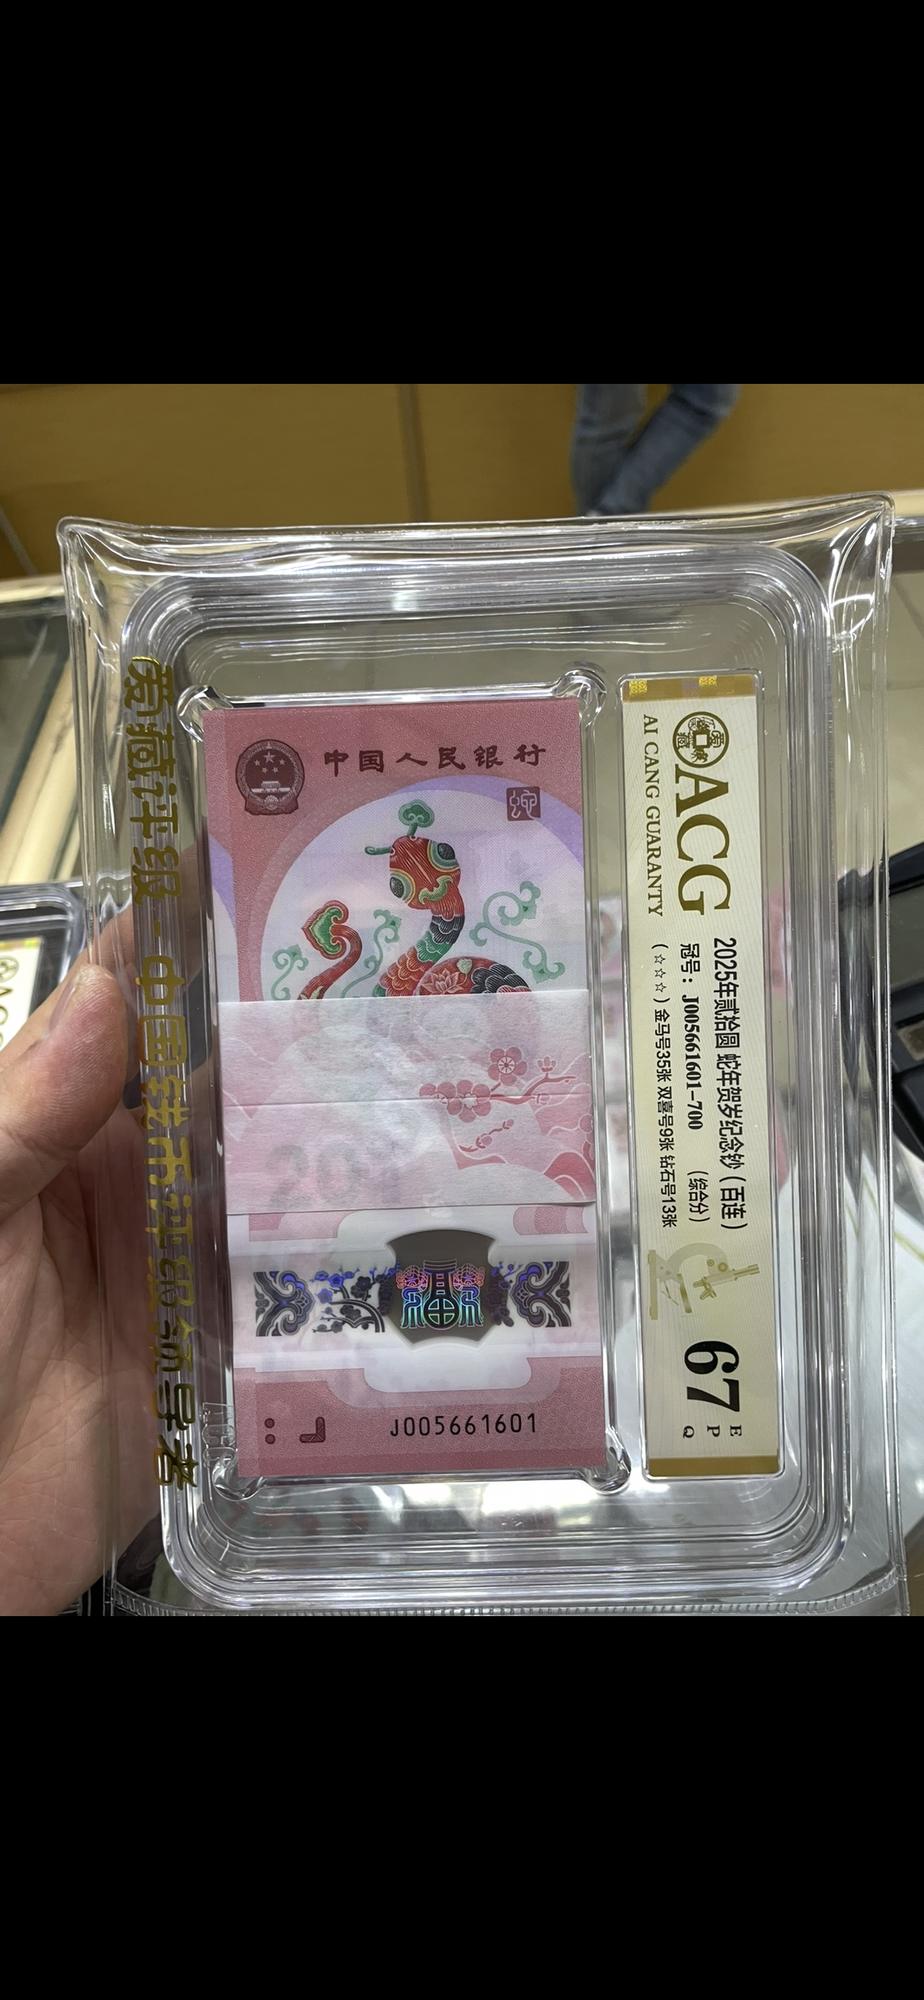 爱藏评级-中国钱币评级领导者
中国人民银行
蛇
J005661601
ACG
AI CANG GUARANTY
2025年贰拾圆 蛇年贺岁纪念钞（百连）
冠号：J005661601-700 （综合分）
（☆☆☆）金马号35张 双喜号9张 钻石号13张
67
E
P
Q